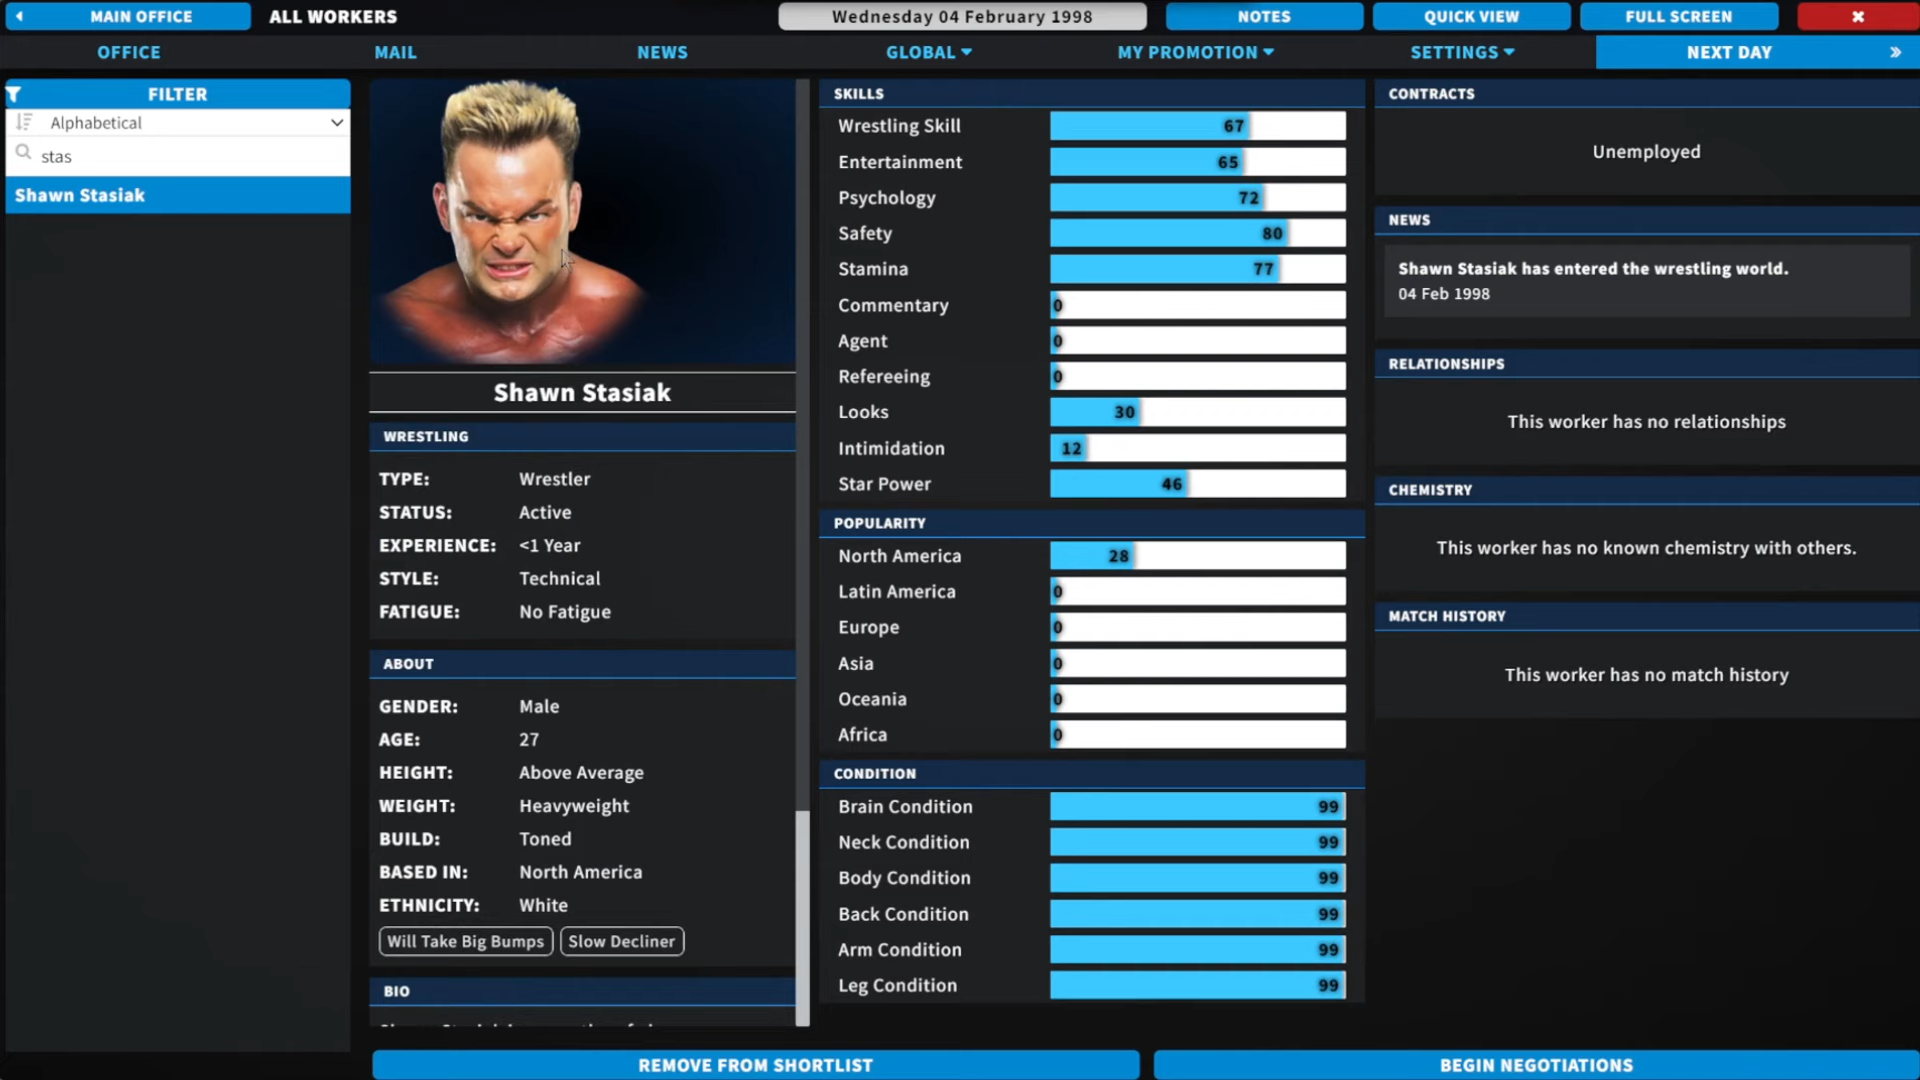 MAIN OFFICE
ALL WORKERS
Wednesday 04 February 1998
NOTES
QUICK VIEW
FULL SCREEN
OFFICE
MAIL
NEWS
GLOBAL
MY PROMOTION
SETTINGS
NEXT DAY
FILTER
Alphabetical
stas
Shawn Stasiak
Shawn Stasiak
WRESTLING
TYPE: Wrestler
STATUS: Active
EXPERIENCE: <1 Year
STYLE: Technical
FATIGUE: No Fatigue
ABOUT
GENDER: Male
AGE: 27
HEIGHT: Above Average
WEIGHT: Heavyweight
BUILD: Toned
BASED IN: North America
ETHNICITY: White
Will Take Big Bumps
Slow Decliner
BIO
SKILLS
Wrestling Skill 67
Entertainment 65
Psychology 72
Safety 80
Stamina 77
Commentary 0
Agent 0
Refereeing 0
Looks 30
Intimidation 12
Star Power 46
POPULARITY
North America 28
Latin America 0
Europe 0
Asia 0
Oceania 0
Africa 0
CONDITION
Brain Condition 99
Neck Condition 99
Body Condition 99
Back Condition 99
Arm Condition 99
Leg Condition 99
CONTRACTS
Unemployed
NEWS
Shawn Stasiak has entered the wrestling world.
04 Feb 1998
RELATIONSHIPS
This worker has no relationships
CHEMISTRY
This worker has no known chemistry with others.
MATCH HISTORY
This worker has no match history
REMOVE FROM SHORTLIST
BEGIN NEGOTIATIONS